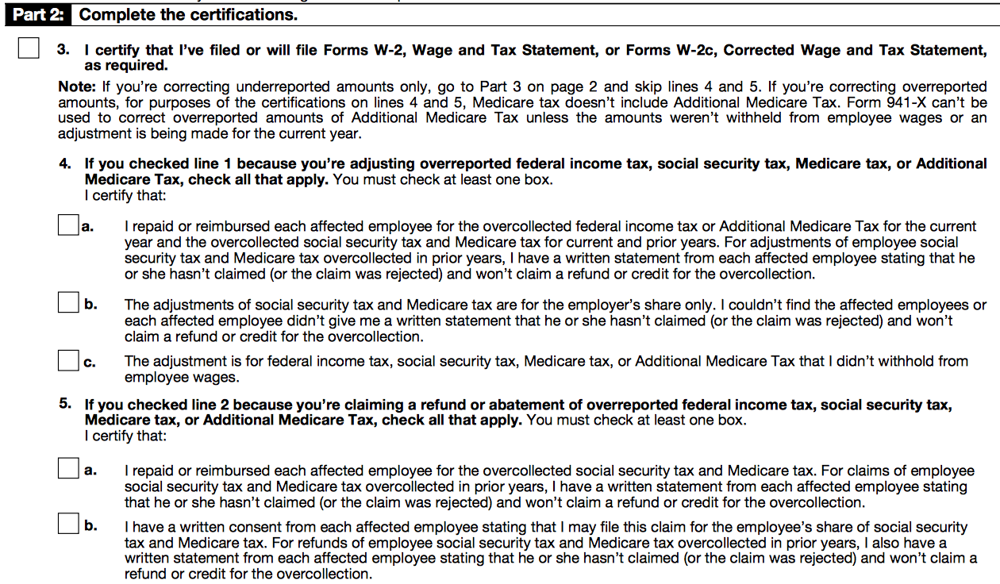 Part 2: Complete the certifications.
3. I certify that I’ve filed or will file Forms W-2, Wage and Tax Statement, or Forms W-2c, Corrected Wage and Tax Statement,
as required.
Note: If you’re correcting underreported amounts only, go to Part 3 on page 2 and skip lines 4 and 5. If you’re correcting overreported
amounts, for purposes of the certifications on lines 4 and 5, Medicare tax doesn’t include Additional Medicare Tax. Form 941-X can’t be
used to correct overreported amounts of Additional Medicare Tax unless the amounts weren’t withheld from employee wages or an
adjustment is being made for the current year.
4. If you checked line 1 because you’re adjusting overreported federal income tax, social security tax, Medicare tax, or Additional
Medicare Tax, check all that apply. You must check at least one box.
I certify that:
a. I repaid or reimbursed each affected employee for the overcollected federal income tax or Additional Medicare Tax for the current
year and the overcollected social security tax and Medicare tax for current and prior years. For adjustments of employee social
security tax and Medicare tax overcollected in prior years, I have a written statement from each affected employee stating that he
or she hasn’t claimed (or the claim was rejected) and won’t claim a refund or credit for the overcollection.
b. The adjustments of social security tax and Medicare tax are for the employer’s share only. I couldn’t find the affected employees or
each affected employee didn’t give me a written statement that he or she hasn’t claimed (or the claim was rejected) and won’t
claim a refund or credit for the overcollection.
c. The adjustment is for federal income tax, social security tax, Medicare tax, or Additional Medicare Tax that I didn’t withhold from
employee wages.
5. If you checked line 2 because you’re claiming a refund or abatement of overreported federal income tax, social security tax,
Medicare tax, or Additional Medicare Tax, check all that apply. You must check at least one box.
I certify that:
a. I repaid or reimbursed each affected employee for the overcollected social security tax and Medicare tax. For claims of employee
social security tax and Medicare tax overcollected in prior years, I have a written statement from each affected employee stating
that he or she hasn’t claimed (or the claim was rejected) and won’t claim a refund or credit for the overcollection.
b. I have a written consent from each affected employee stating that I may file this claim for the employee’s share of social security
tax and Medicare tax. For refunds of employee social security tax and Medicare tax overcollected in prior years, I also have a
written statement from each affected employee stating that he or she hasn’t claimed (or the claim was rejected) and won’t claim a
refund or credit for the overcollection.